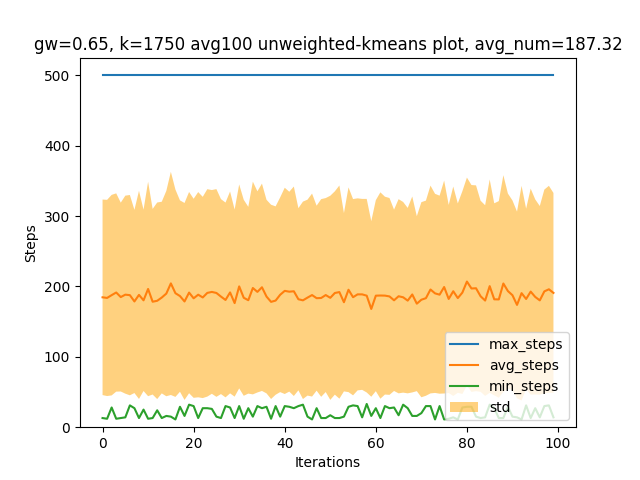 gw=0.65, k=1750 avg100 unweighted-kmeans plot, avg_num=187.32
500
400
300
200
100
0
Steps
max_steps
avg_steps
min_steps
std
0
20
40
60
80
100
Iterations